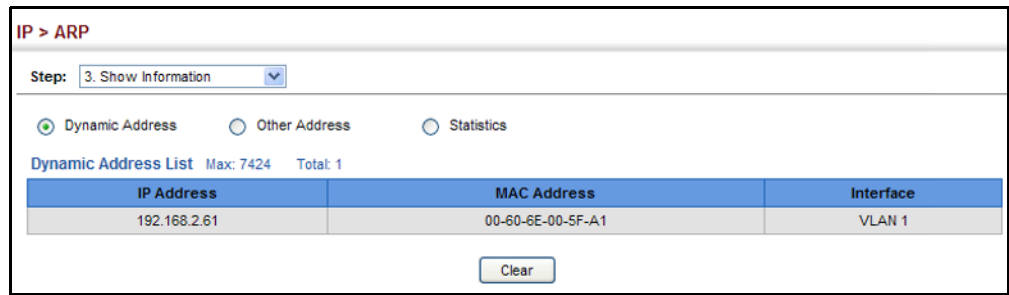 IP > ARP
Step: 3. Show Information
Dynamic Address Other Address Statistics
Dynamic Address List Max: 7424 Total: 1
IP Address MAC Address Interface
192.168.2.61 00-60-6E-00-5F-A1 VLAN 1
Clear